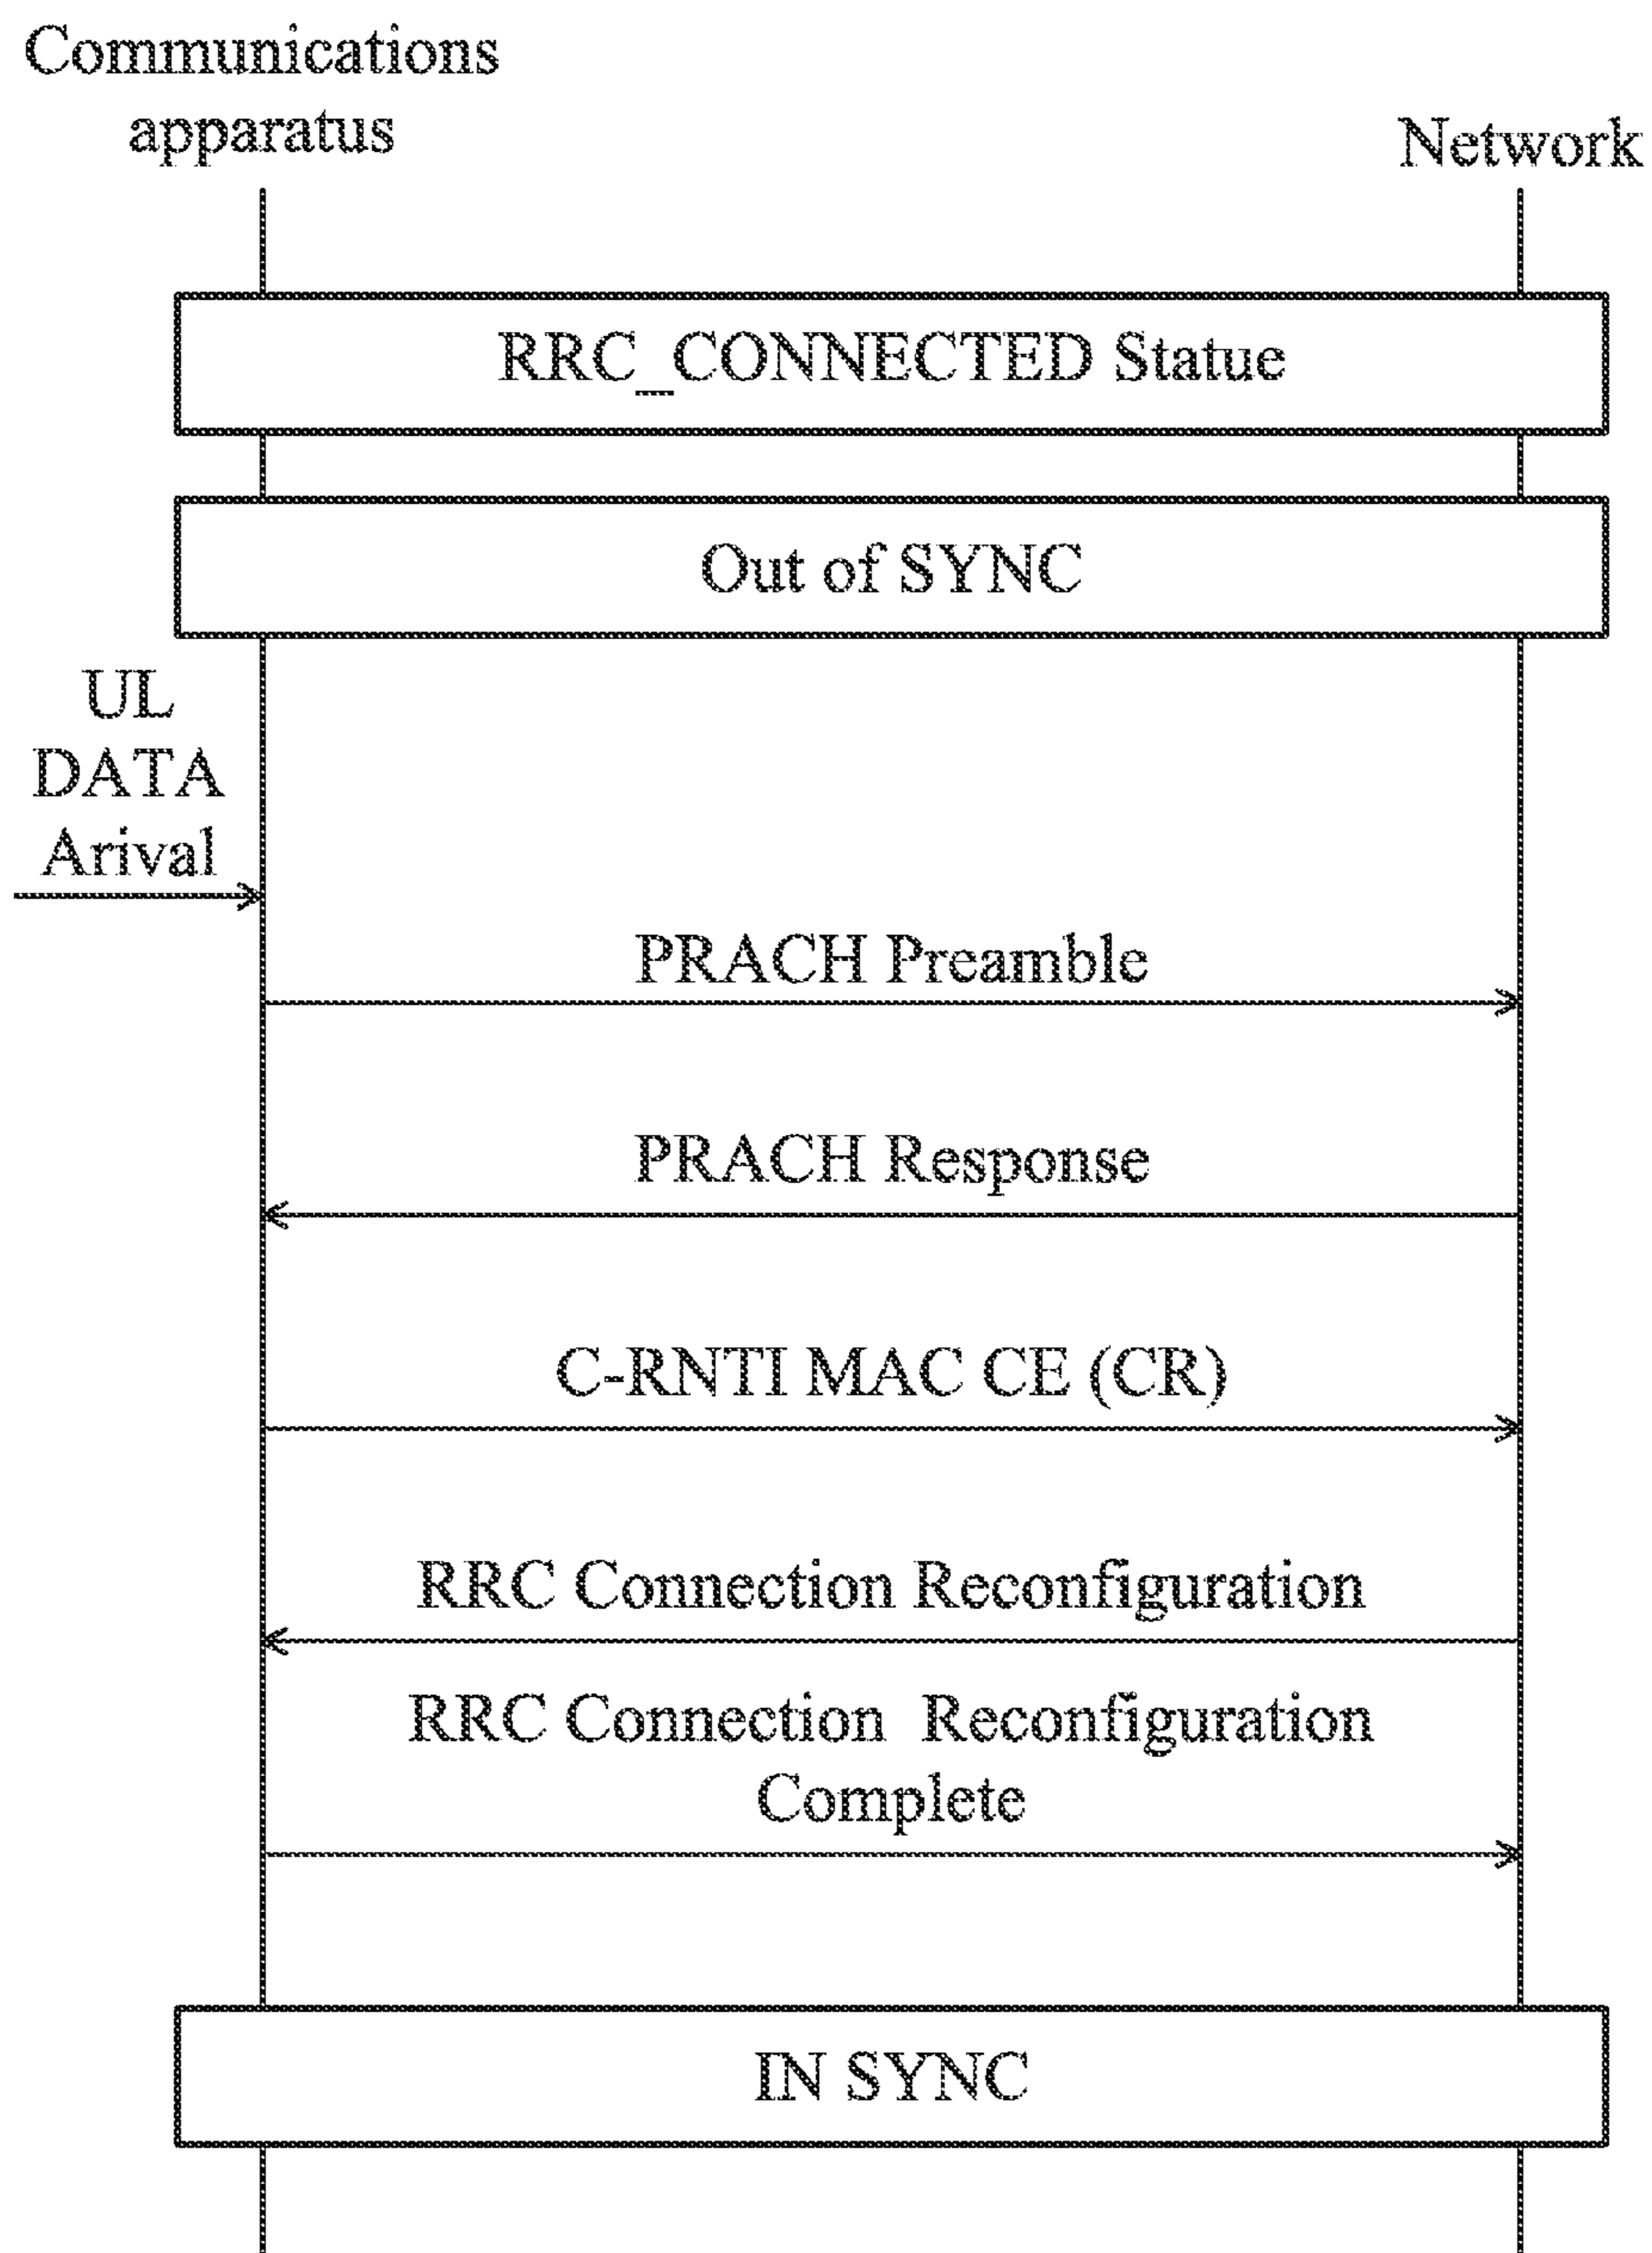 Communications
apparatus
Network
RRC_CONNECTED Statue
Out of SYNC
UL
DATA
Arival
PRACH Preamble
PRACH Response
C-RNTI MAC CE (CR)
RRC Connection Reconfiguration
RRC Connection Reconfiguration
Complete
IN SYNC